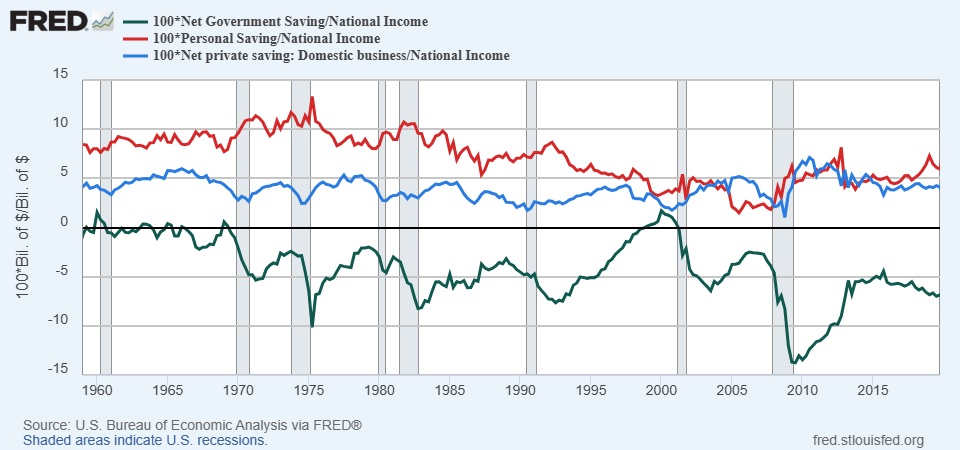 FRED
100*Net Government Saving/National Income
100*Personal Saving/National Income
100*Net private saving: Domestic business/National Income
100*Bil. of $/Bil. of $
15
10
5
0
-5
-10
-15
1960 1965 1970 1975 1980 1985 1990 1995 2000 2005 2010 2015
Source: U.S. Bureau of Economic Analysis via FRED®
Shaded areas indicate U.S. recessions.
fred.stlouisfed.org